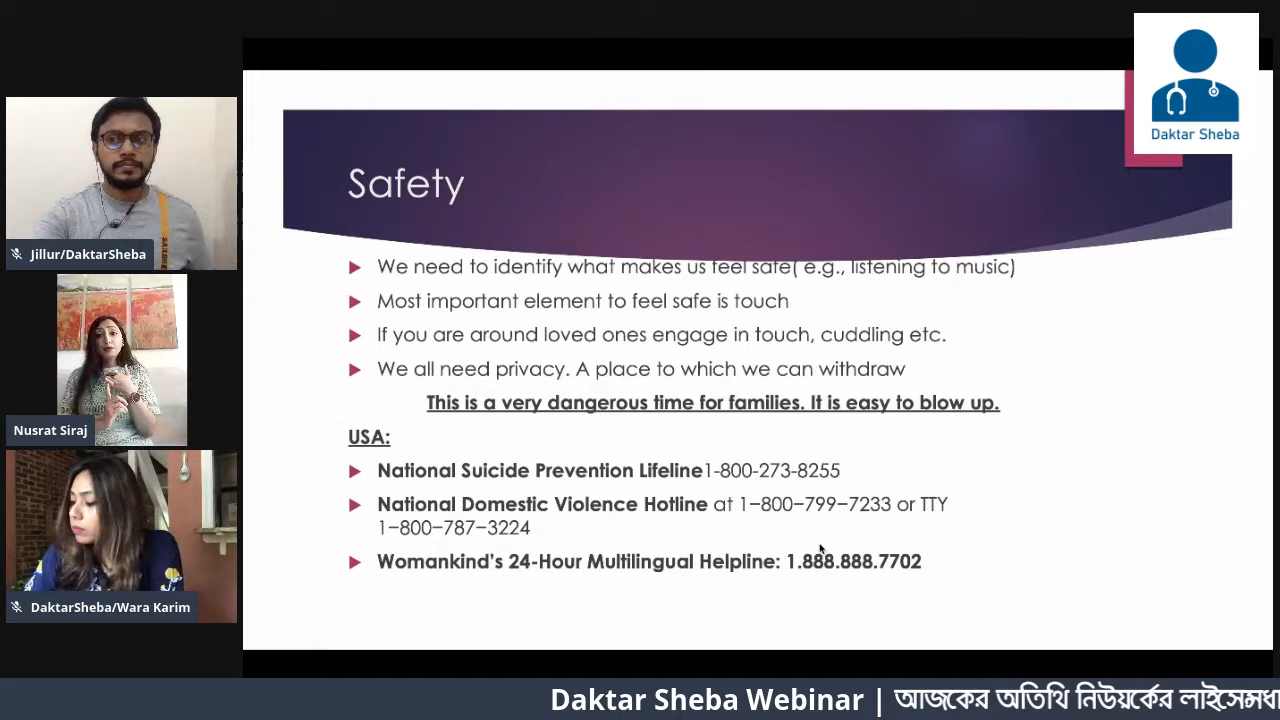 Daktar Sheba
Safety
We need to identify what makes us feel safe( e.g., listening to music)
Most important element to feel safe is touch
If you are around loved ones engage in touch, cuddling etc.
We all need privacy. A place to which we can withdraw
This is a very dangerous time for families. It is easy to blow up.
USA:
National Suicide Prevention Lifeline1-800-273-8255
National Domestic Violence Hotline at 1−800−799−7233 or TTY
1−800−787−3224
Womankind's 24-Hour Multilingual Helpline: 1.888.888.7702
Jillur/DaktarSheba
Nusrat Siraj
DaktarSheba/Wara Karim
Daktar Sheba Webinar | আজকের অতিথি নিউয়র্কের